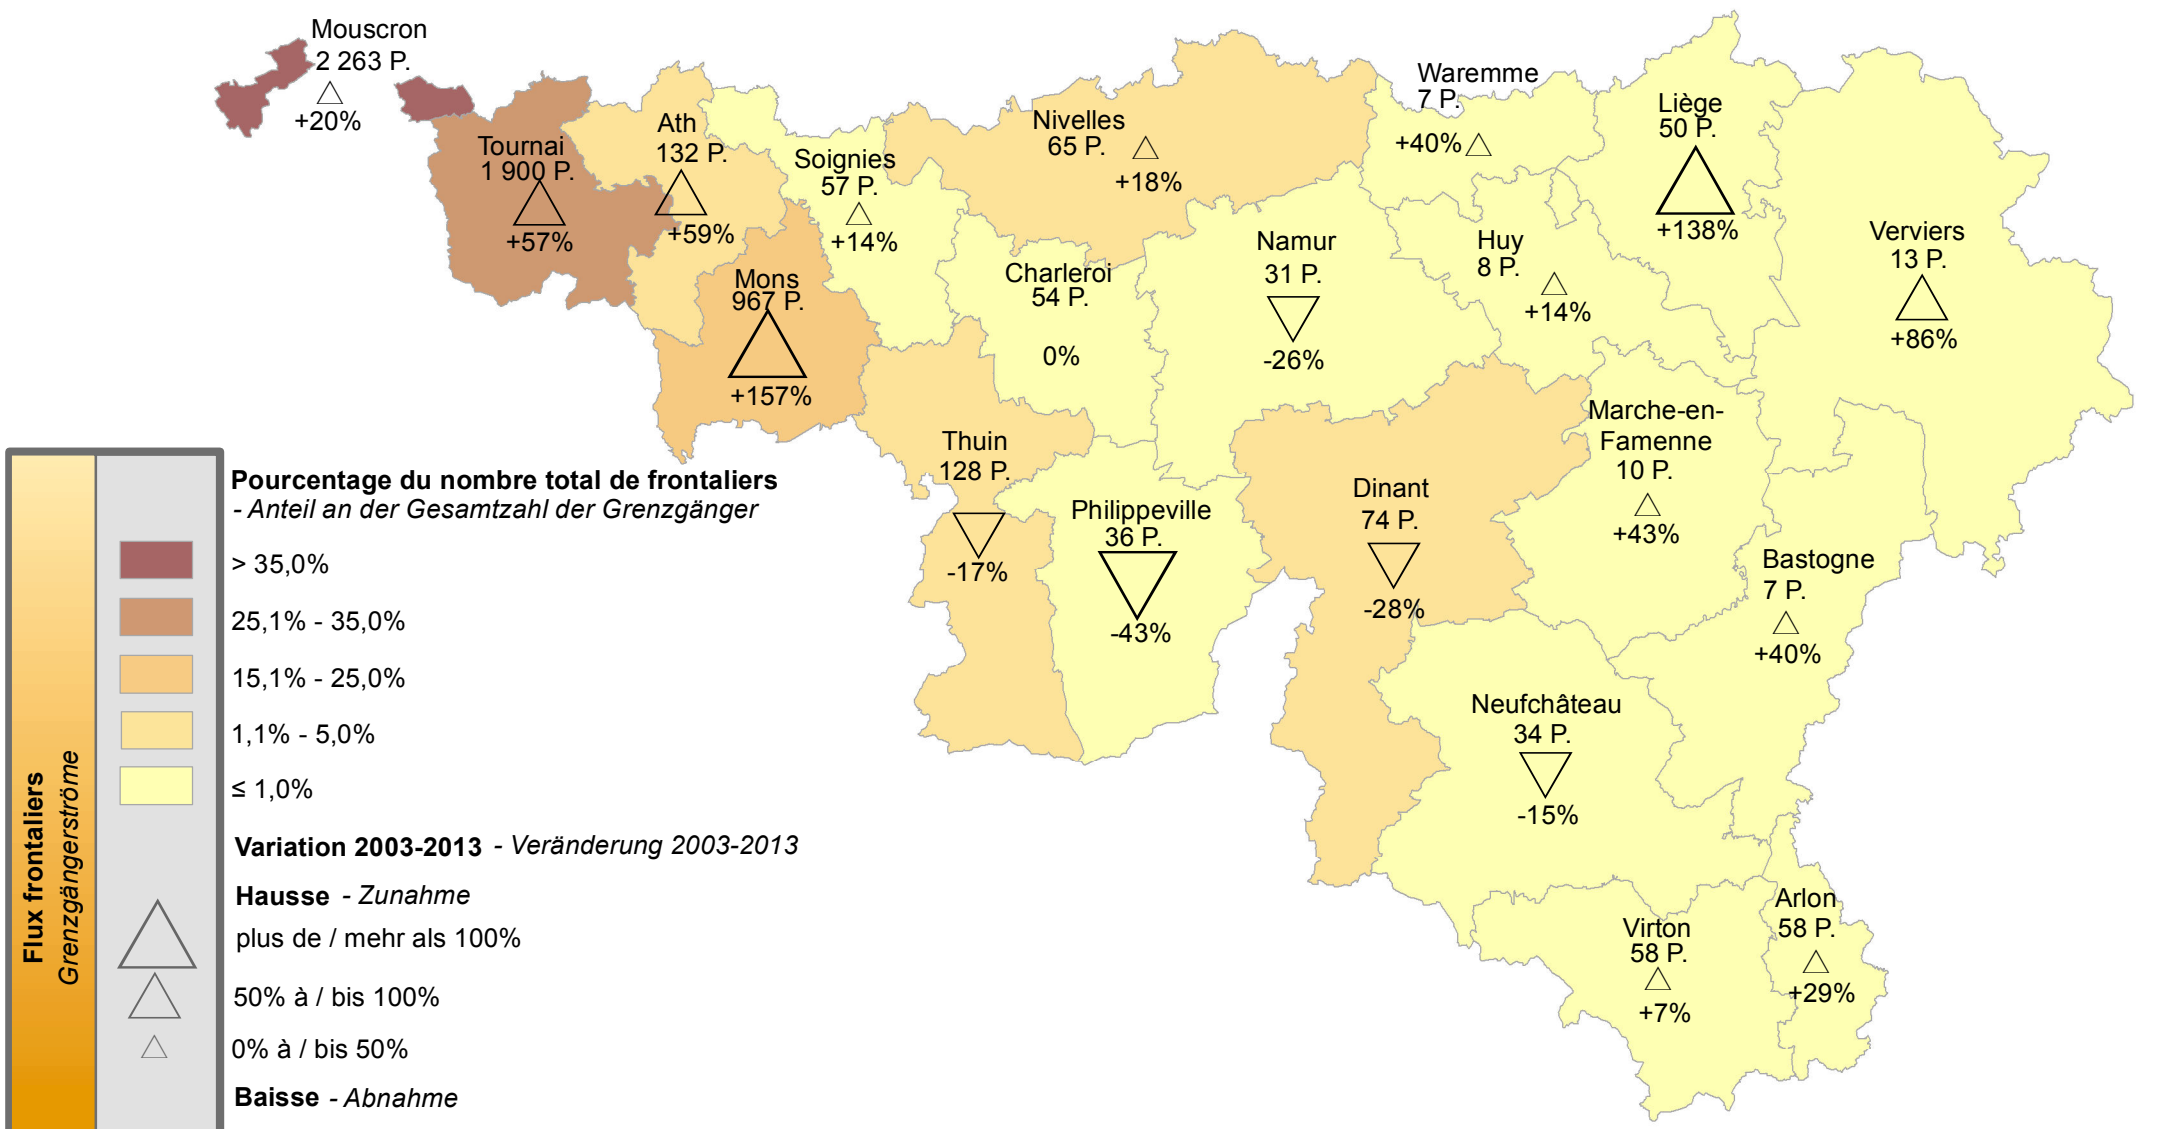 Mouscron
2 263 P.
+20%
Tournai
1 900 P.
+57%
Ath
132 P.
+59%
Mons
967 P.
+157%
Soignies
57 P.
+14%
Nivelles
65 P.
+18%
Charleroi
54 P.
0%
Thuin
128 P.
-17%
Philippeville
36 P.
-43%
Namur
31 P.
-26%
Dinant
74 P.
-28%
Waremme
7 P.
+40%
Huy
8 P.
+14%
Liège
50 P.
+138%
Verviers
13 P.
+86%
Marche-en-
Famenne
10 P.
+43%
Bastogne
7 P.
+40%
Neufchâteau
34 P.
-15%
Virton
58 P.
+7%
Arlon
58 P.
+29%
Flux frontaliers
Grenzgängerströme
Pourcentage du nombre total de frontaliers
- Anteil an der Gesamtzahl der Grenzgänger
> 35,0%
25,1% - 35,0%
15,1% - 25,0%
1,1% - 5,0%
≤ 1,0%
Variation 2003-2013 - Veränderung 2003-2013
Hausse - Zunahme
plus de / mehr als 100%
50% à / bis 100%
0% à / bis 50%
Baisse - Abnahme